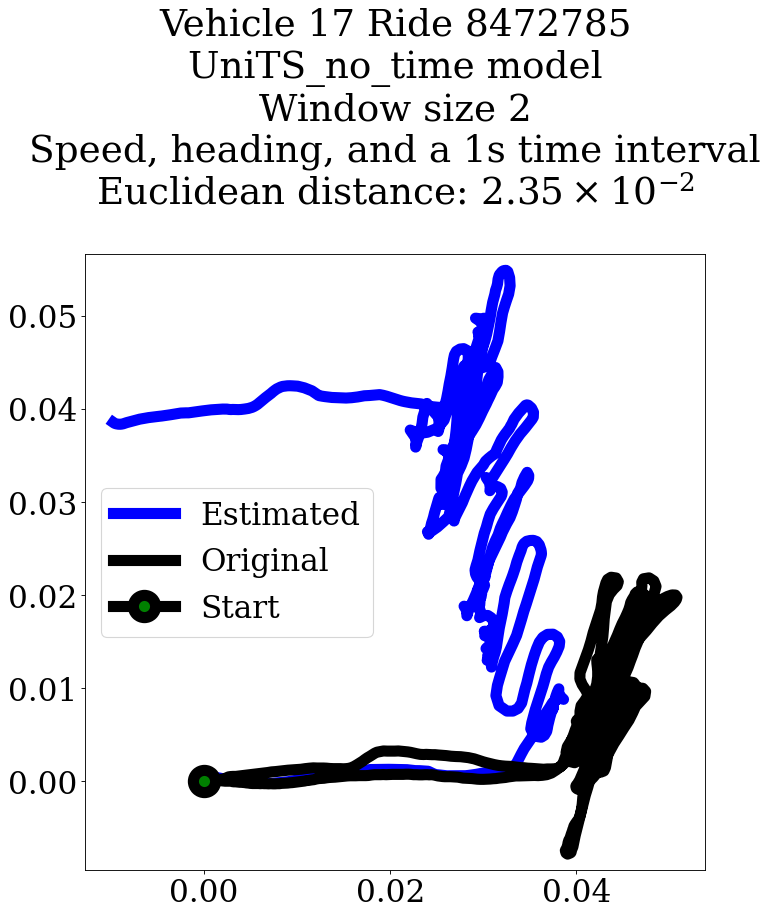 Vehicle 17 Ride 8472785
UniTS_no_time model
Window size 2
Speed, heading, and a 1s time interval
Euclidean distance: 2.35 × 10⁻²
0.05
0.04
0.03
0.02
0.01
0.00
Estimated
Original
Start
0.00 0.02 0.04